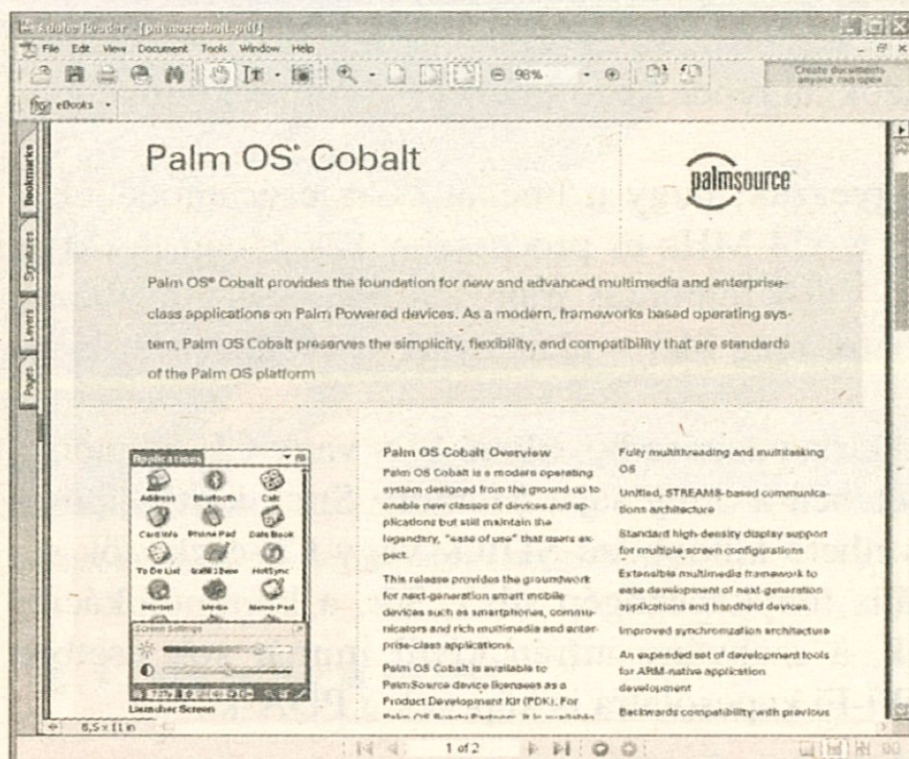 Adobe Reader - [palmoscobalt.pdf]
File Edit View Document Tools Window Help
98%
Create documents
anyone can open
eBooks
Bookmarks
Signatures
Layers
Pages
Palm OS® Cobalt
palmsource
Palm OS® Cobalt provides the foundation for new and advanced multimedia and enterprise-
class applications on Palm Powered devices. As a modern, frameworks based operating sys-
tem, Palm OS Cobalt preserves the simplicity, flexibility, and compatibility that are standards
of the Palm OS platform
Applications
Address Bluetooth Calc
Card Info Phone Pad Date Book
To Do List Graffiti 2 Demo HotSync
Internet Media Memo Pad
Screen Settings
Launcher Screen
Palm OS Cobalt Overview
Palm OS Cobalt is a modern operating
system designed from the ground up to
enable new classes of devices and ap-
plications but still maintain the
legendary, "ease of use" that users ex-
pect.
This release provides the groundwork
for next-generation smart mobile
devices such as smartphones, commu-
nicators and rich multimedia and enter-
prise-class applications.
Palm OS Cobalt is available to
PalmSource device licensees as a
Product Development Kit (PDK). For
Palm OS Ready Partners, it is available
Fully multithreading and multitasking
OS
Unified, STREAMS-based communica-
tions architecture
Standard high-density display support
for multiple screen configurations
Extensible multimedia framework to
ease development of next-generation
applications and handheld devices.
Improved synchronization architecture
An expanded set of development tools
for ARM-native application
development
Backwards compatibility with previous
8,5 x 11 in
1 of 2